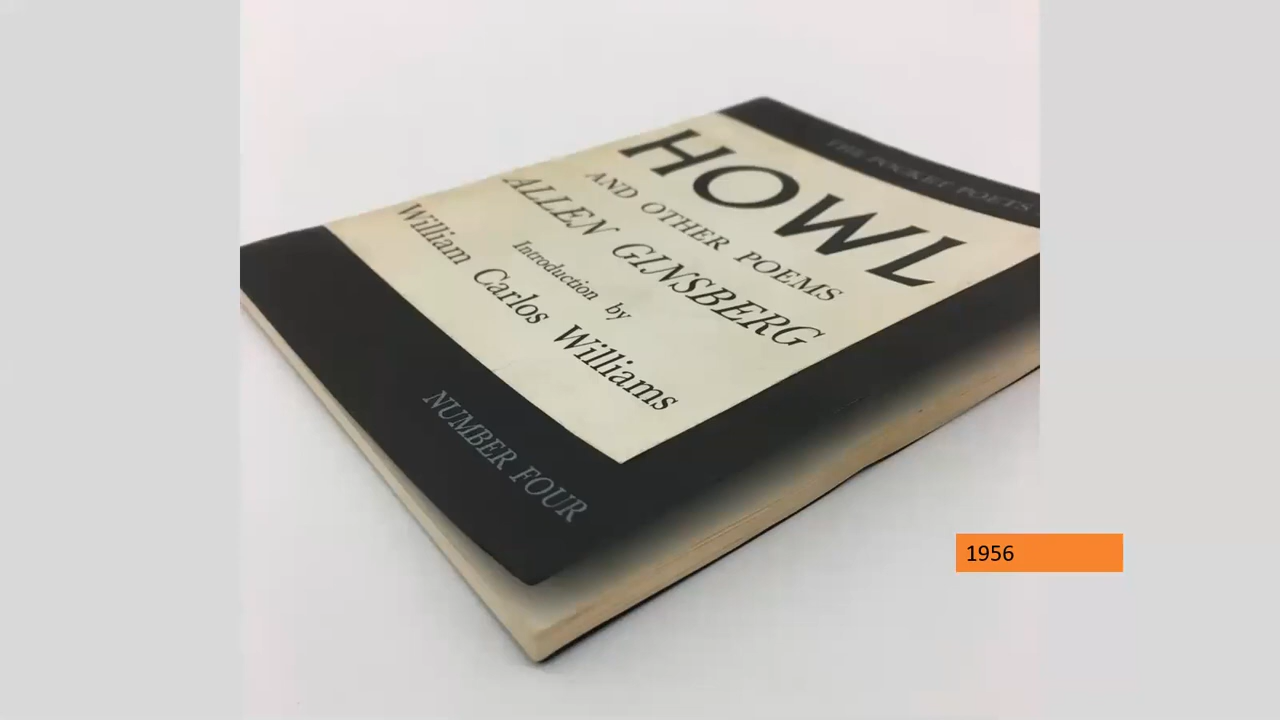 THE POCKET POETS
HOWL
AND OTHER POEMS
ALLEN GINSBERG
Introduction by
William Carlos Williams
NUMBER FOUR
1956